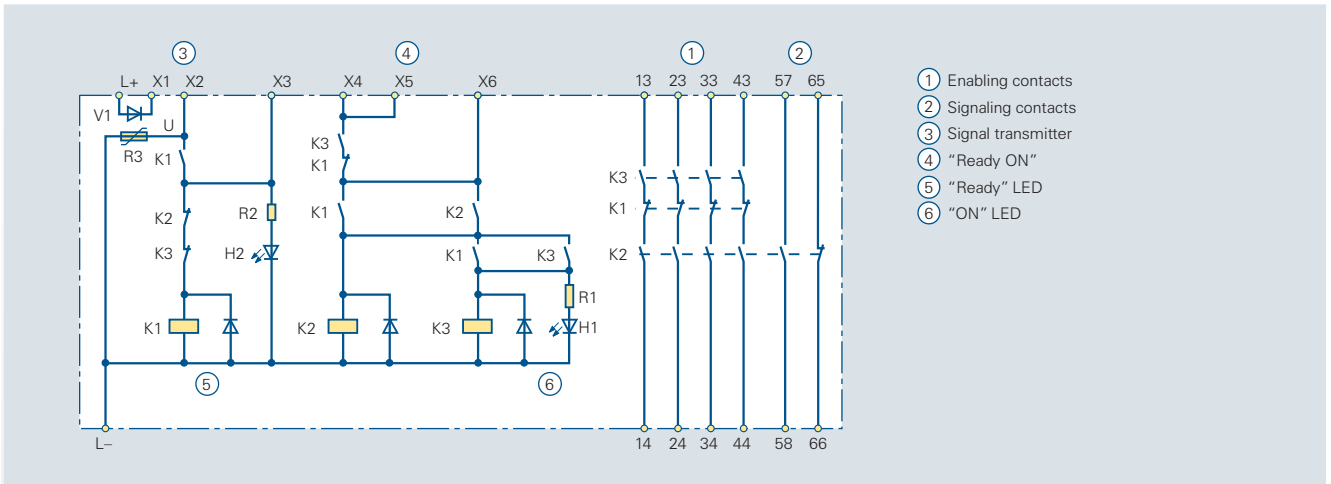 3 4 1 2
L+ X1 X2 X3 X4 X5 X6 13 23 33 43 57 65
1 Enabling contacts
2 Signaling contacts
3 Signal transmitter
4 “Ready ON”
5 “Ready” LED
6 “ON” LED
V1 U
R3 K1 K3
K1
K3
K2 R2 K1 K2 K1
K3 H2 K1 K3 K2
R1
K1 K2 K3 H1
5 6
L– 14 24 34 44 58 66